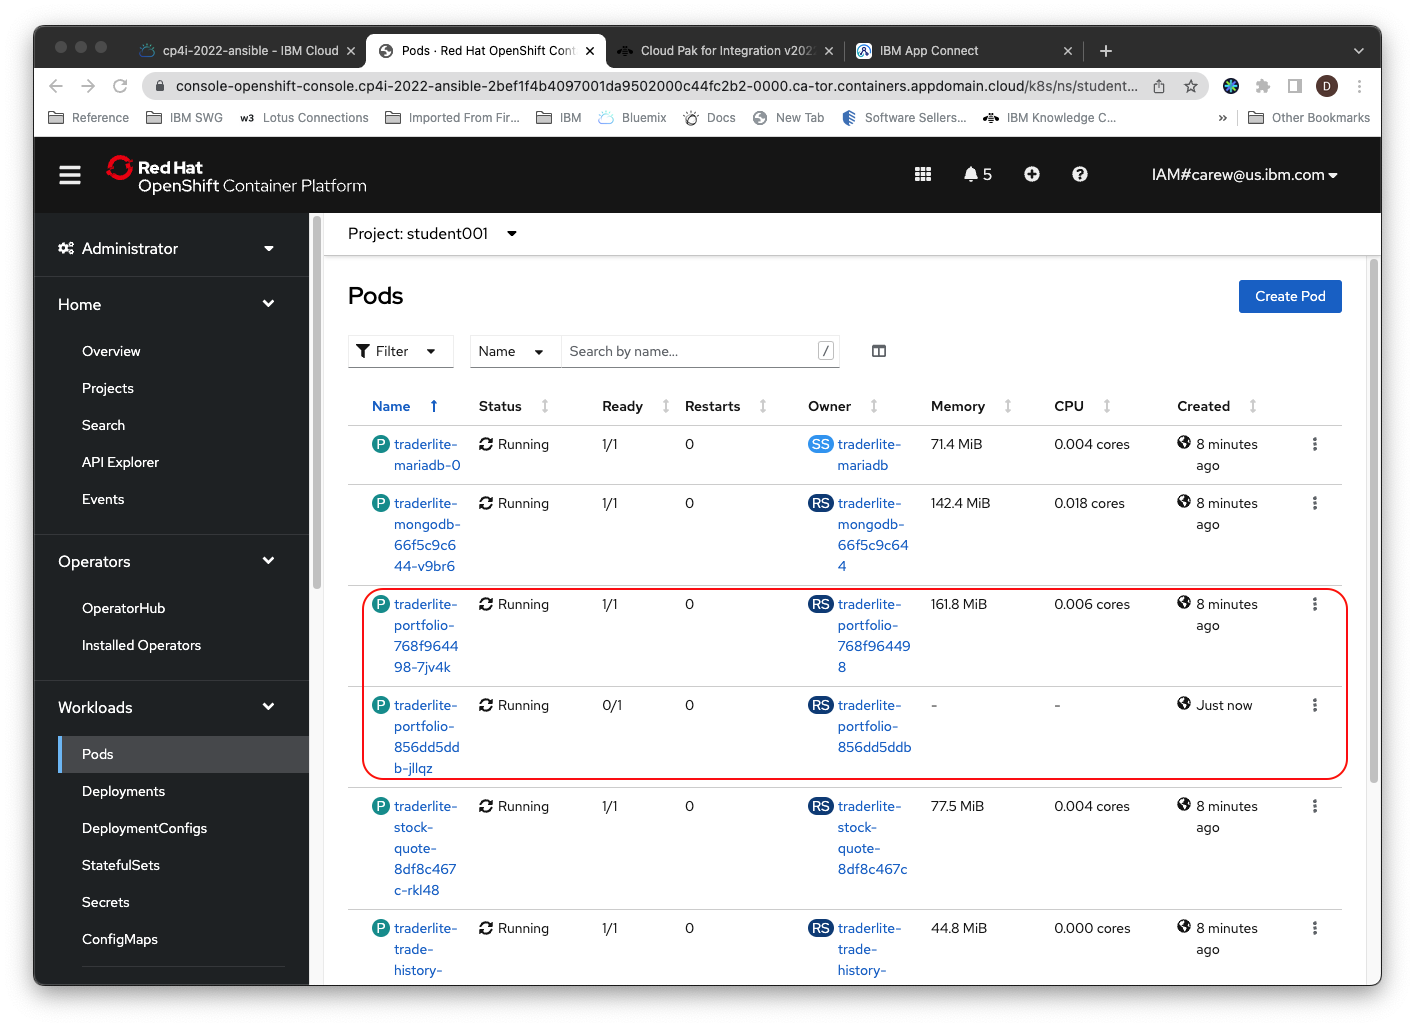 cp4i-2022-ansible - IBM Cloud
Pods · Red Hat OpenShift Cont
Cloud Pak for Integration v202
IBM App Connect
console-openshift-console.cp4i-2022-ansible-2bef1f4b4097001da9502000c44fc2b2-0000.ca-tor.containers.appdomain.cloud/k8s/ns/student...
D
Reference
IBM SWG
w3 Lotus Connections
Imported From Fir...
IBM
Bluemix
Docs
New Tab
Software Sellers...
IBM Knowledge C...
»
Other Bookmarks
Red Hat
OpenShift Container Platform
5
IAM#carew@us.ibm.com
Administrator
Home
Overview
Projects
Search
API Explorer
Events
Operators
OperatorHub
Installed Operators
Workloads
Pods
Deployments
DeploymentConfigs
StatefulSets
Secrets
ConfigMaps
Project: student001
Pods
Create Pod
Filter
Name
Search by name...
/
Name Status Ready Restarts Owner Memory CPU Created
P traderlite- Running 1/1 0 SS traderlite- 71.4 MiB 0.004 cores 8 minutes
mariadb-0 mariadb ago
P traderlite- Running 1/1 0 RS traderlite- 142.4 MiB 0.018 cores 8 minutes
mongodb- mongodb- ago
66f5c9c6 66f5c9c64
44-v9br6 4
P traderlite- Running 1/1 0 RS traderlite- 161.8 MiB 0.006 cores 8 minutes
portfolio- portfolio- ago
768f9644 768f96449
98-7jv4k 8
P traderlite- Running 0/1 0 RS traderlite- - - Just now
portfolio- portfolio-
856dd5dd 856dd5ddb
b-jllqz
P traderlite- Running 1/1 0 RS traderlite- 77.5 MiB 0.004 cores 8 minutes
stock- stock- ago
quote- quote-
8df8c467 8df8c467c
c-rkl48
P traderlite- Running 1/1 0 RS traderlite- 44.8 MiB 0.000 cores 8 minutes
trade- trade- ago
history- history-